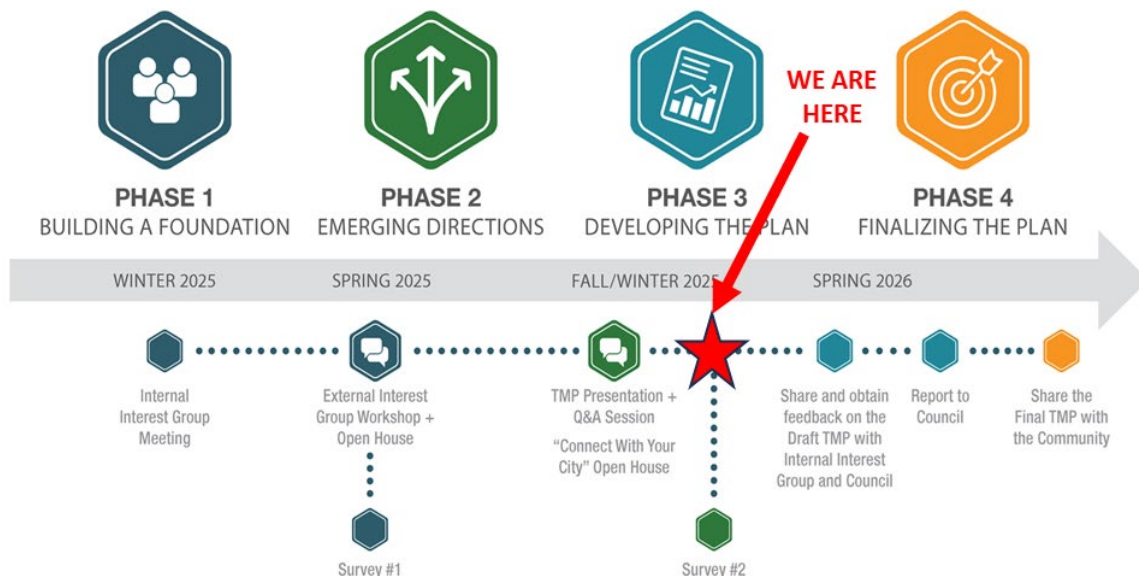 WE ARE
HERE
PHASE 1
BUILDING A FOUNDATION
PHASE 2
EMERGING DIRECTIONS
PHASE 3
DEVELOPING THE PLAN
PHASE 4
FINALIZING THE PLAN
WINTER 2025
SPRING 2025
FALL/WINTER 2025
SPRING 2026
Internal
Interest Group
Meeting
External Interest
Group Workshop +
Open House
TMP Presentation +
Q&A Session
“Connect With Your
City” Open House
Share and obtain
feedback on the
Draft TMP with
Internal Interest
Group and Council
Report to
Council
Share the
Final TMP with
the Community
Survey #1
Survey #2